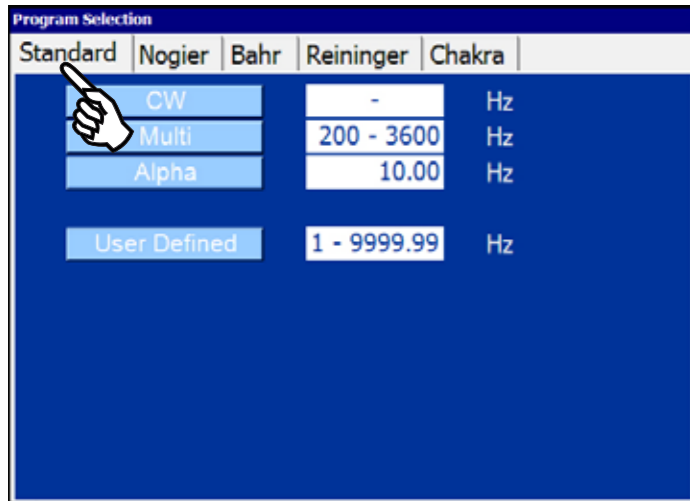 Program Selection
Standard Nogier Bahr Reininger Chakra
CW - Hz
Multi 200 - 3600 Hz
Alpha 10.00 Hz
User Defined 1 - 9999.99 Hz